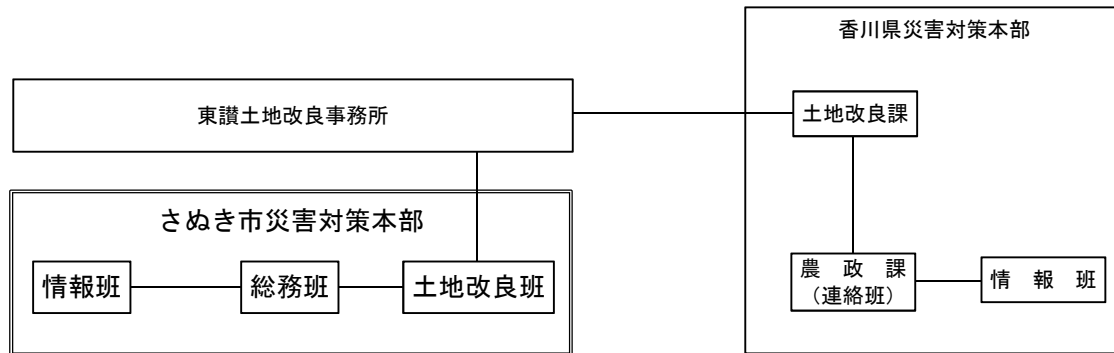 香川県災害対策本部
東讃土地改良事務所
土地改良課
さぬき市災害対策本部
情報班
総務班
土地改良班
農　政　課
（連絡班）
情　報　班